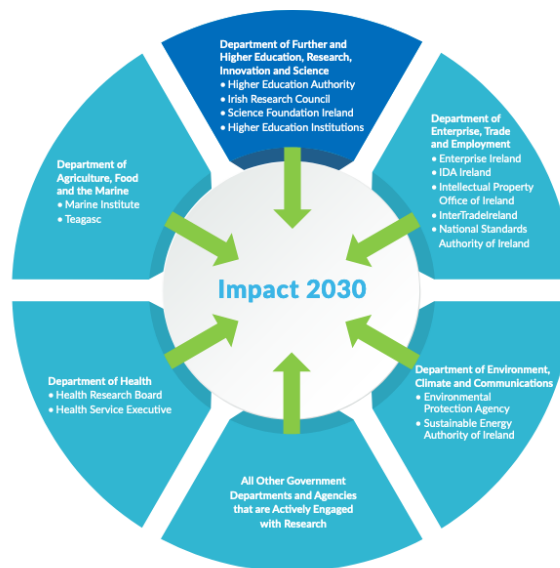 Department of Further and
Higher Education, Research,
Innovation and Science
• Higher Education Authority
• Irish Research Council
• Science Foundation Ireland
• Higher Education Institutions
Department of
Enterprise, Trade
and Employment
• Enterprise Ireland
• IDA Ireland
• Intellectual Property
Office of Ireland
• InterTradeIreland
• National Standards
Authority of Ireland
Department of
Agriculture, Food
and the Marine
• Marine Institute
• Teagasc
Impact 2030
Department of Health
• Health Research Board
• Health Service Executive
Department of Environment,
Climate and Communications
• Environmental
Protection Agency
• Sustainable Energy
Authority of Ireland
All Other Government
Departments and Agencies
that are Actively Engaged
with Research